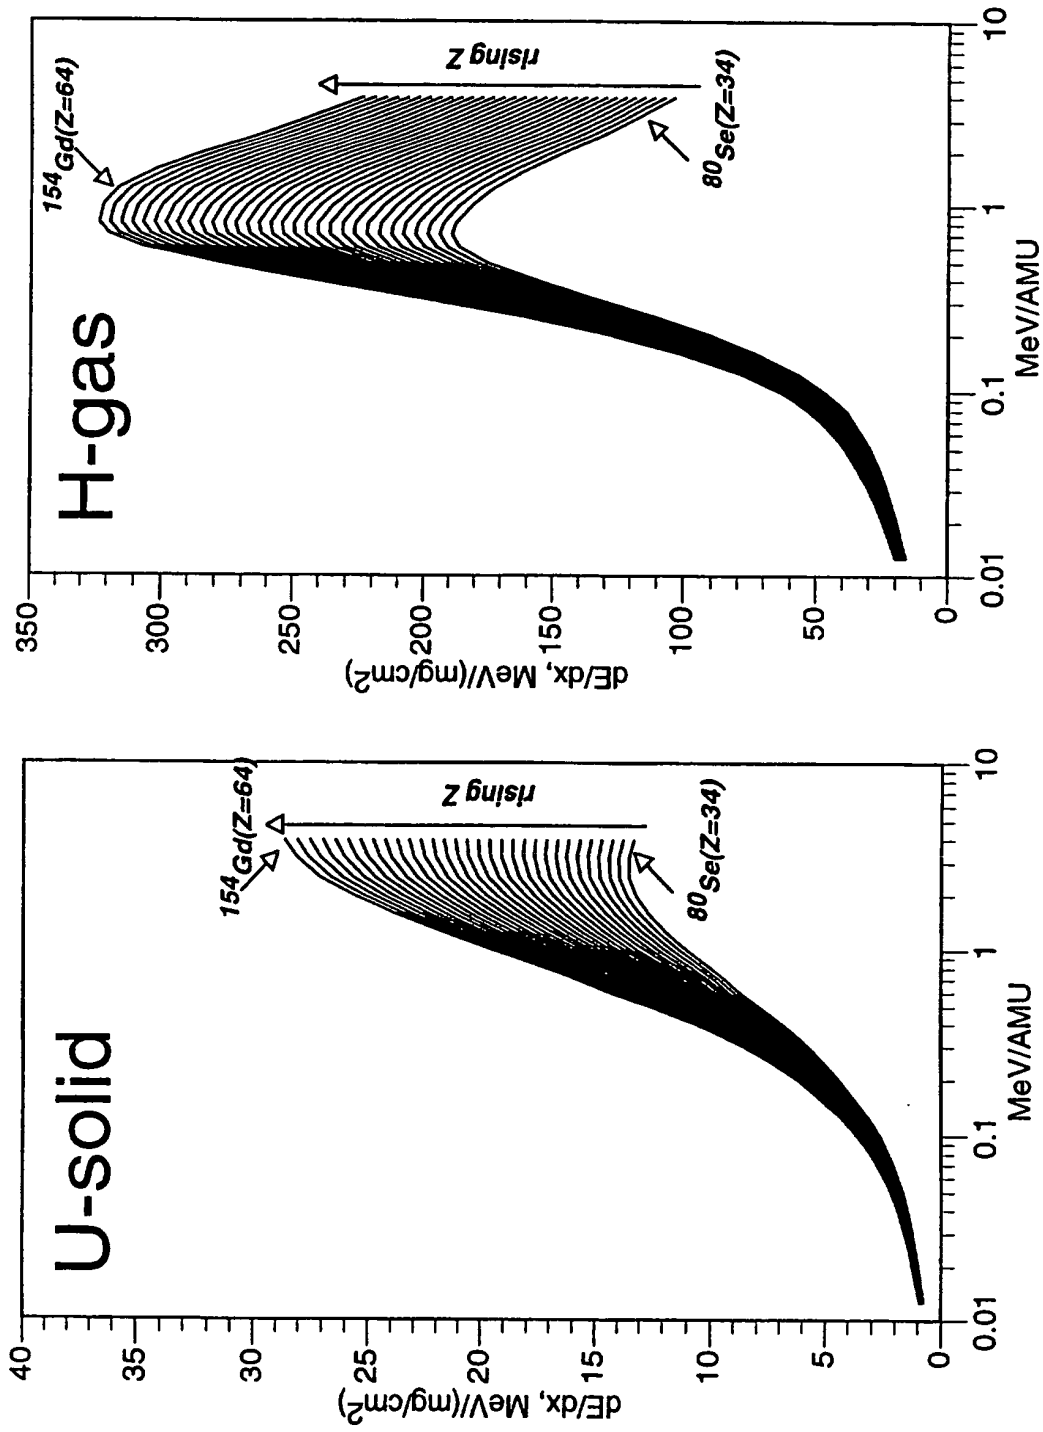 U-solid
40
35
30
25
20
15
10
5
0
dE/dx, MeV/(mg/cm2)
0.01
0.1
1
10
MeV/AMU
154Gd(Z=64)
80Se(Z=34)
rising Z
H-gas
350
300
250
200
150
100
50
0
dE/dx, MeV/(mg/cm2)
0.01
0.1
1
10
MeV/AMU
154Gd(Z=64)
80Se(Z=34)
rising Z